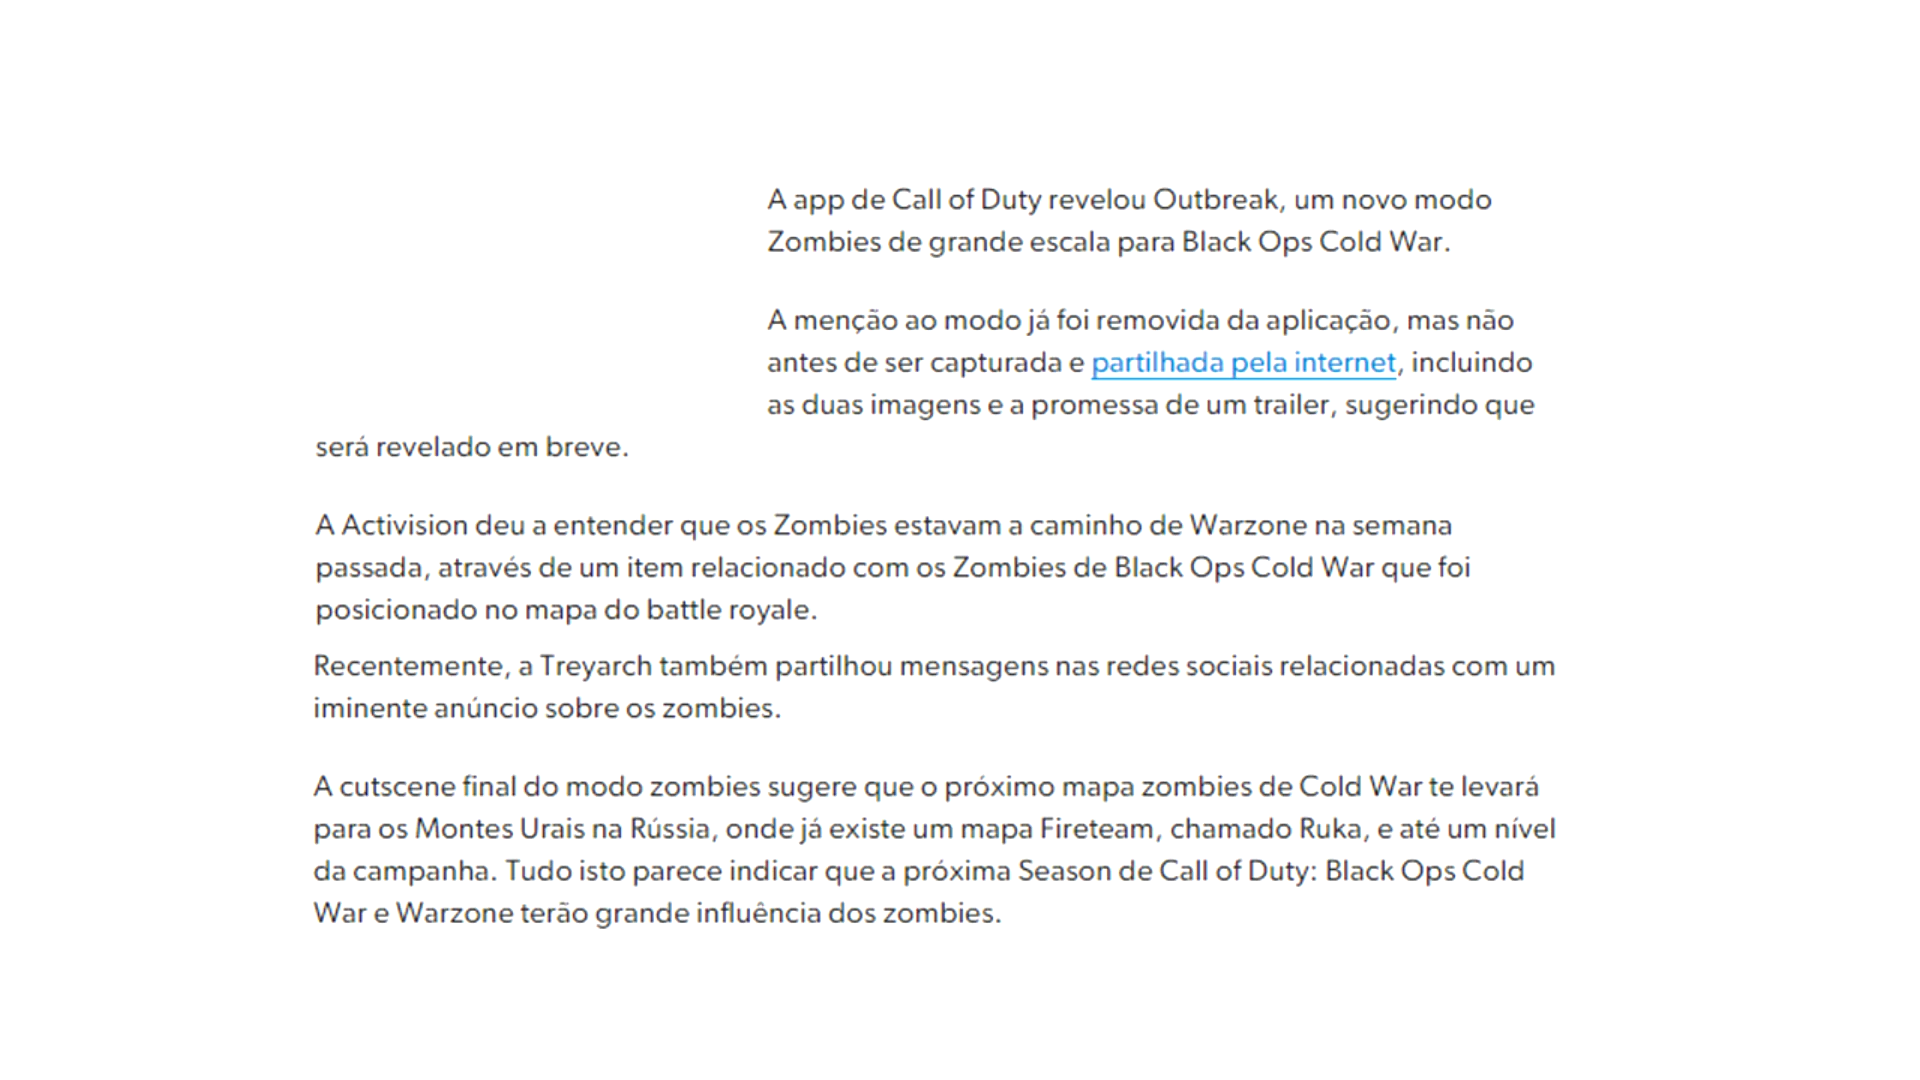 A app de Call of Duty revelou Outbreak, um novo modo
Zombies de grande escala para Black Ops Cold War.
A menção ao modo já foi removida da aplicação, mas não
antes de ser capturada e partilhada pela internet, incluindo
as duas imagens e a promessa de um trailer, sugerindo que
será revelado em breve.
A Activision deu a entender que os Zombies estavam a caminho de Warzone na semana
passada, através de um item relacionado com os Zombies de Black Ops Cold War que foi
posicionado no mapa do battle royale.
Recentemente, a Treyarch também partilhou mensagens nas redes sociais relacionadas com um
iminente anúncio sobre os zombies.
A cutscene final do modo zombies sugere que o próximo mapa zombies de Cold War te levará
para os Montes Urais na Rússia, onde já existe um mapa Fireteam, chamado Ruka, e até um nível
da campanha. Tudo isto parece indicar que a próxima Season de Call of Duty: Black Ops Cold
War e Warzone terão grande influência dos zombies.